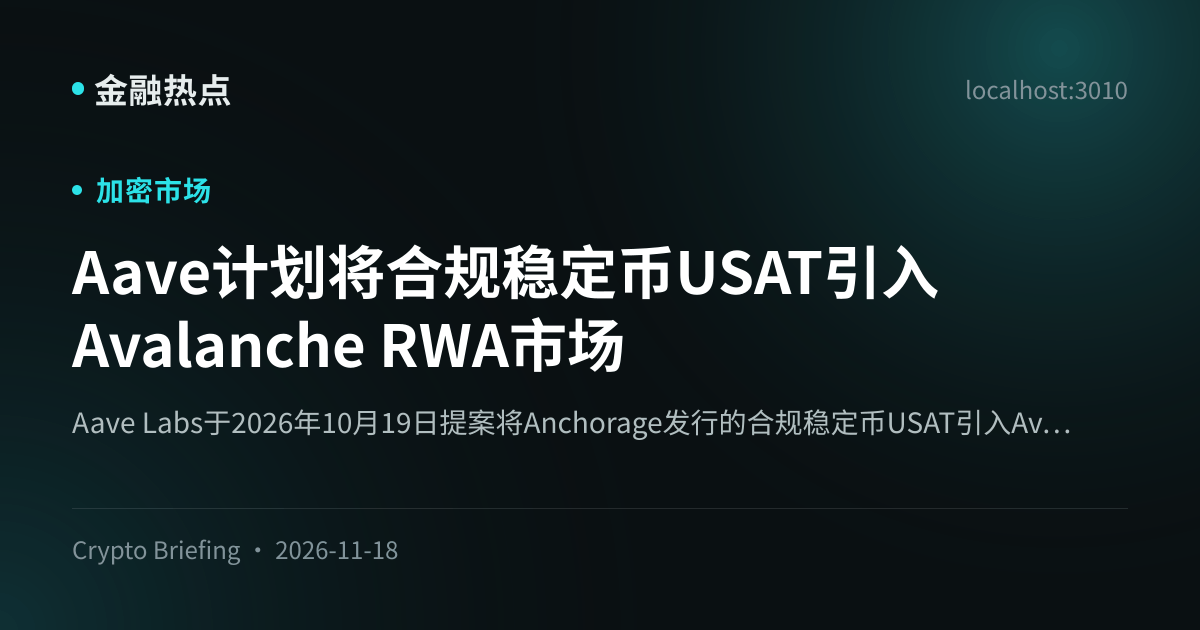 金融热点
localhost:3010
加密市场
Aave计划将合规稳定币USAT引入
Avalanche RWA市场
Aave Labs于2026年10月19日提案将Anchorage发行的合规稳定币USAT引入Av…
Crypto Briefing · 2026-11-18